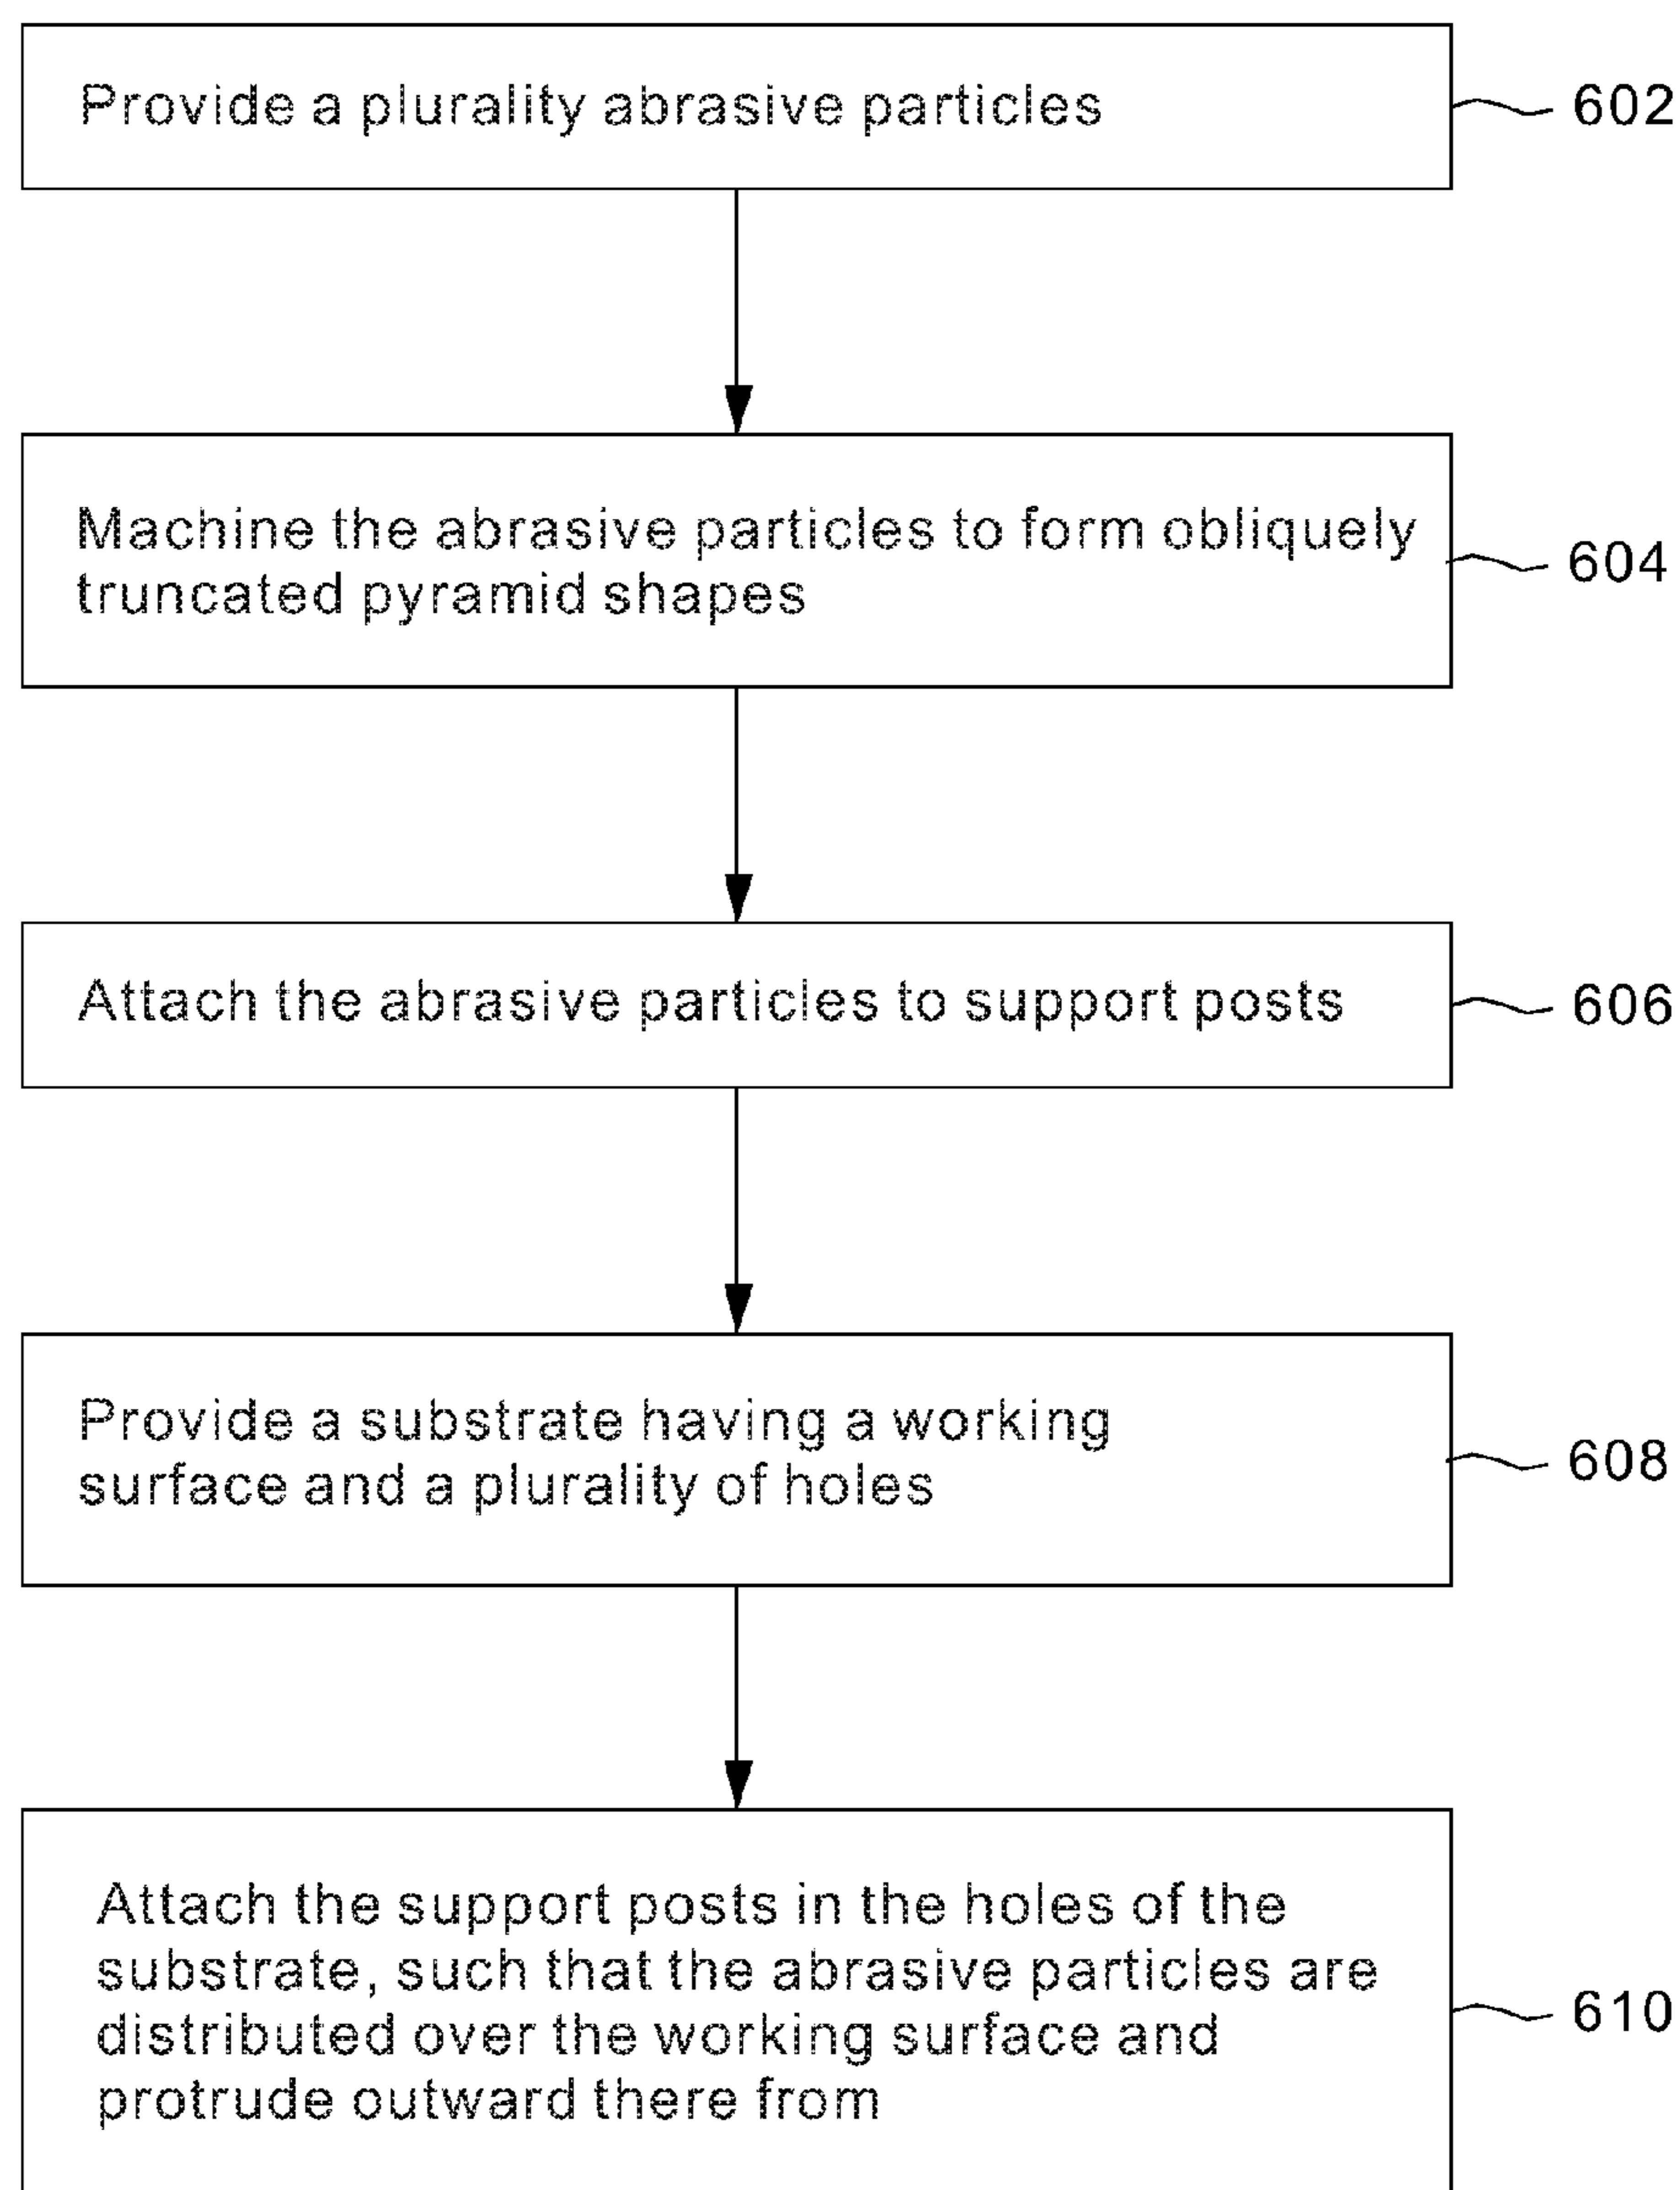 Provide a plurality abrasive particles
602
Machine the abrasive particles to form obliquely
truncated pyramid shapes
604
Attach the abrasive particles to support posts
606
Provide a substrate having a working
surface and a plurality of holes
608
Attach the support posts in the holes of the
substrate, such that the abrasive particles are
distributed over the working surface and
protrude outward there from
610